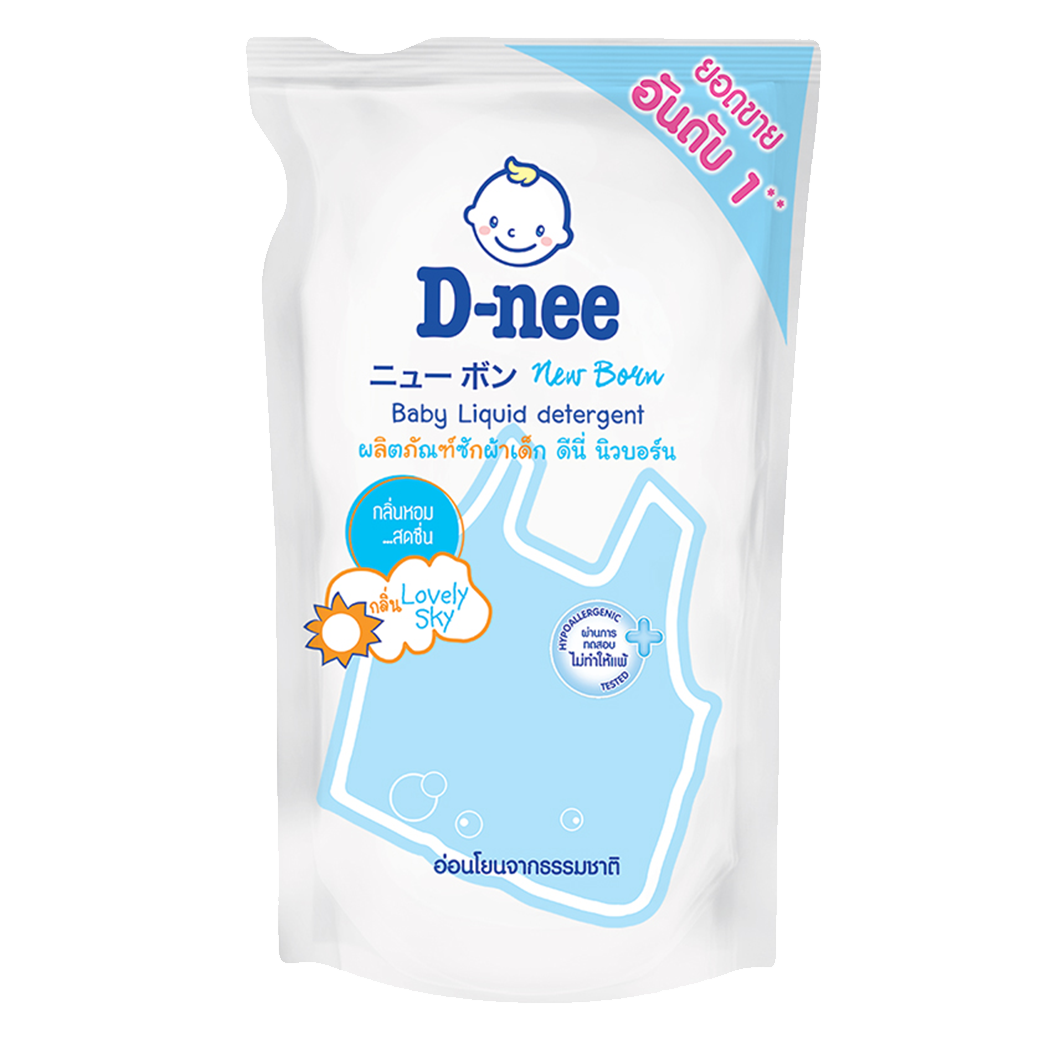 ยอดขาย
อันดับ 1**
D-nee
ニュー ボン New Born
Baby Liquid detergent
ผลิตภัณฑ์ซักผ้าเด็ก ดีนี่ นิวบอร์น
กลิ่นหอม
...สดชื่น
กลิ่น Lovely
Sky
HYPOALLERGENIC
ผ่านการ
ทดสอบ
ไม่ทำให้แพ้
TESTED
อ่อนโยนจากธรรมชาติ